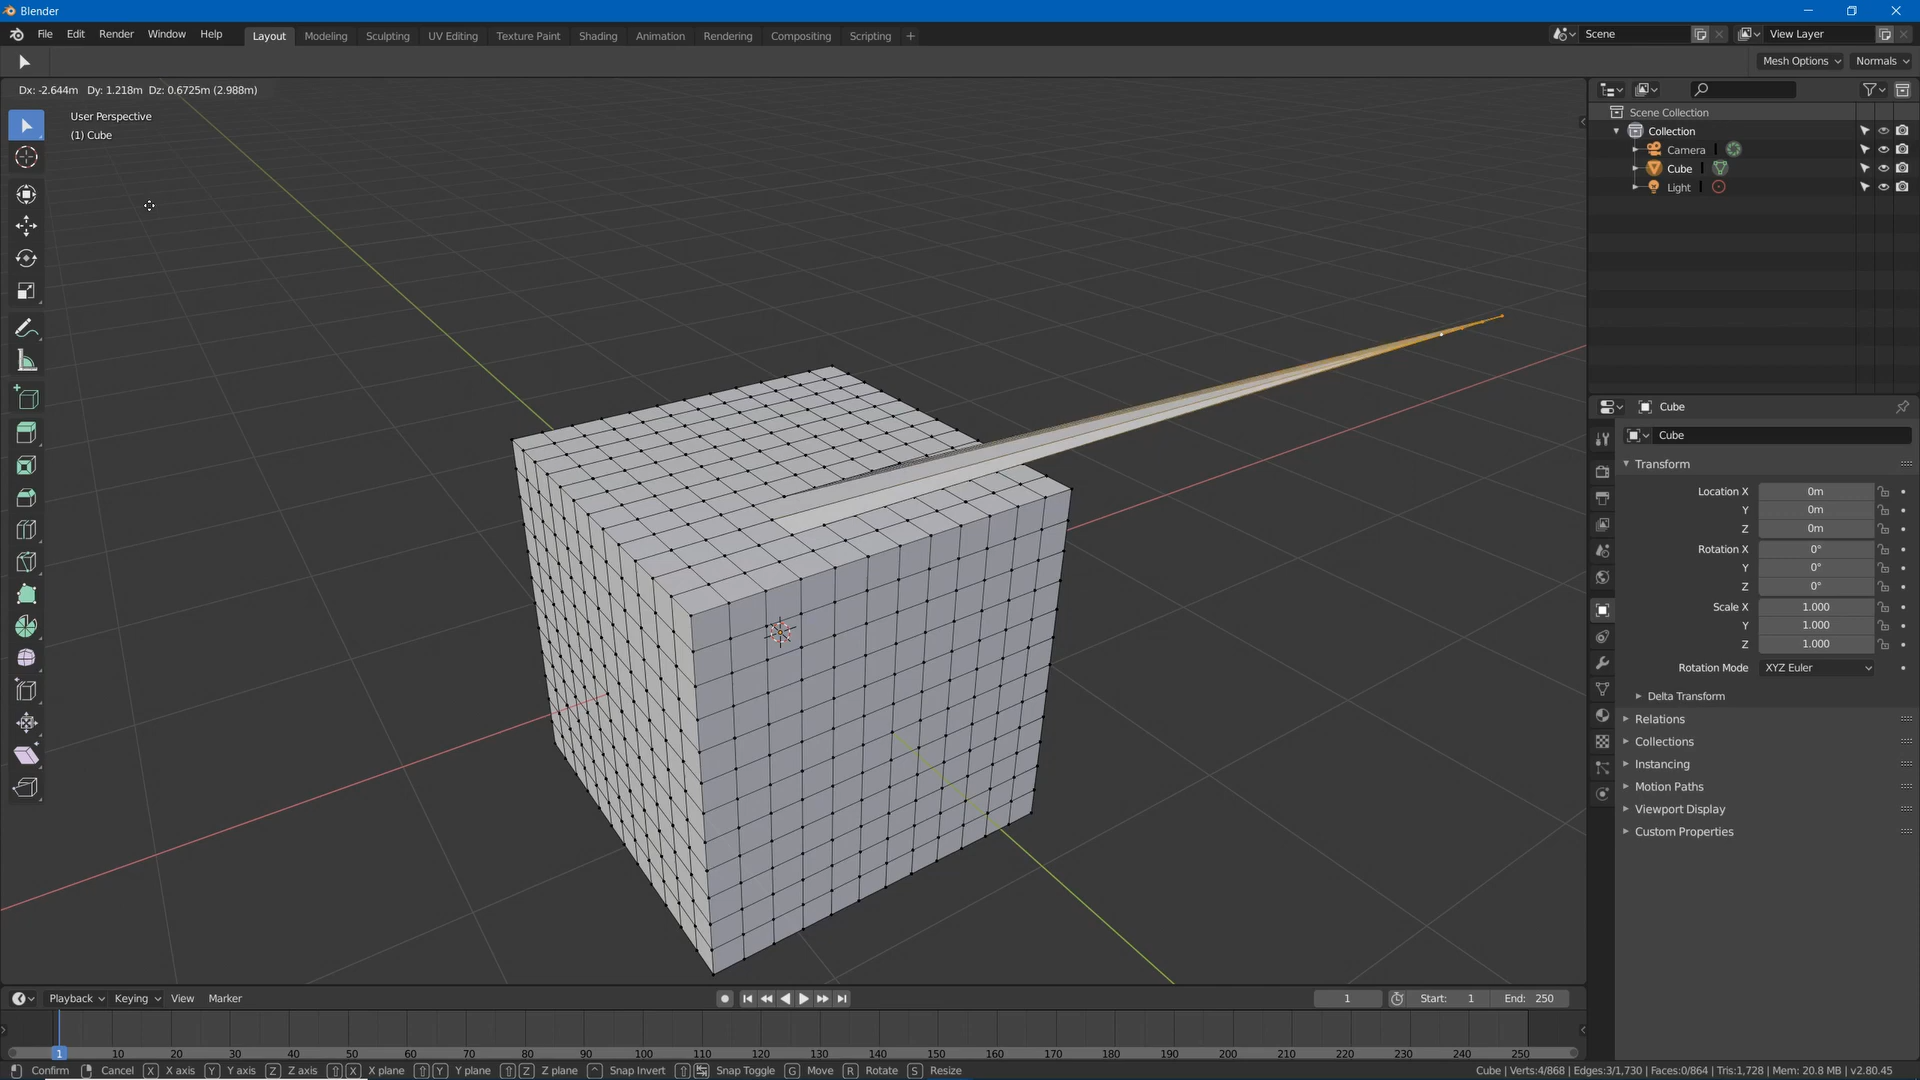 Blender
File Edit Render Window Help Layout Modeling Sculpting UV Editing Texture Paint Shading Animation Rendering Compositing Scripting + Scene View Layer
Mesh Options Normals
Dx: -2.644m Dy: 1.218m Dz: 0.6725m (2.988m)
User Perspective
(1) Cube
Scene Collection
Collection
Camera
Cube
Light
Cube
Cube
Transform
Location X 0m
Y 0m
Z 0m
Rotation X 0°
Y 0°
Z 0°
Scale X 1.000
Y 1.000
Z 1.000
Rotation Mode XYZ Euler
Delta Transform
Relations
Collections
Instancing
Motion Paths
Viewport Display
Custom Properties
Playback Keying View Marker 1 Start: 1 End: 250
1 10 20 30 40 50 60 70 80 90 100 110 120 130 140 150 160 170 180 190 200 210 220 230 240 250
Confirm Cancel X X axis Y Y axis Z Z axis X X plane Y Y plane Z Z plane Snap Invert Snap Toggle G Move R Rotate S Resize Cube | Verts:4/868 | Edges:3/1,730 | Faces:0/864 | Tris:1,728 | Mem: 20.8 MB | v2.80.45